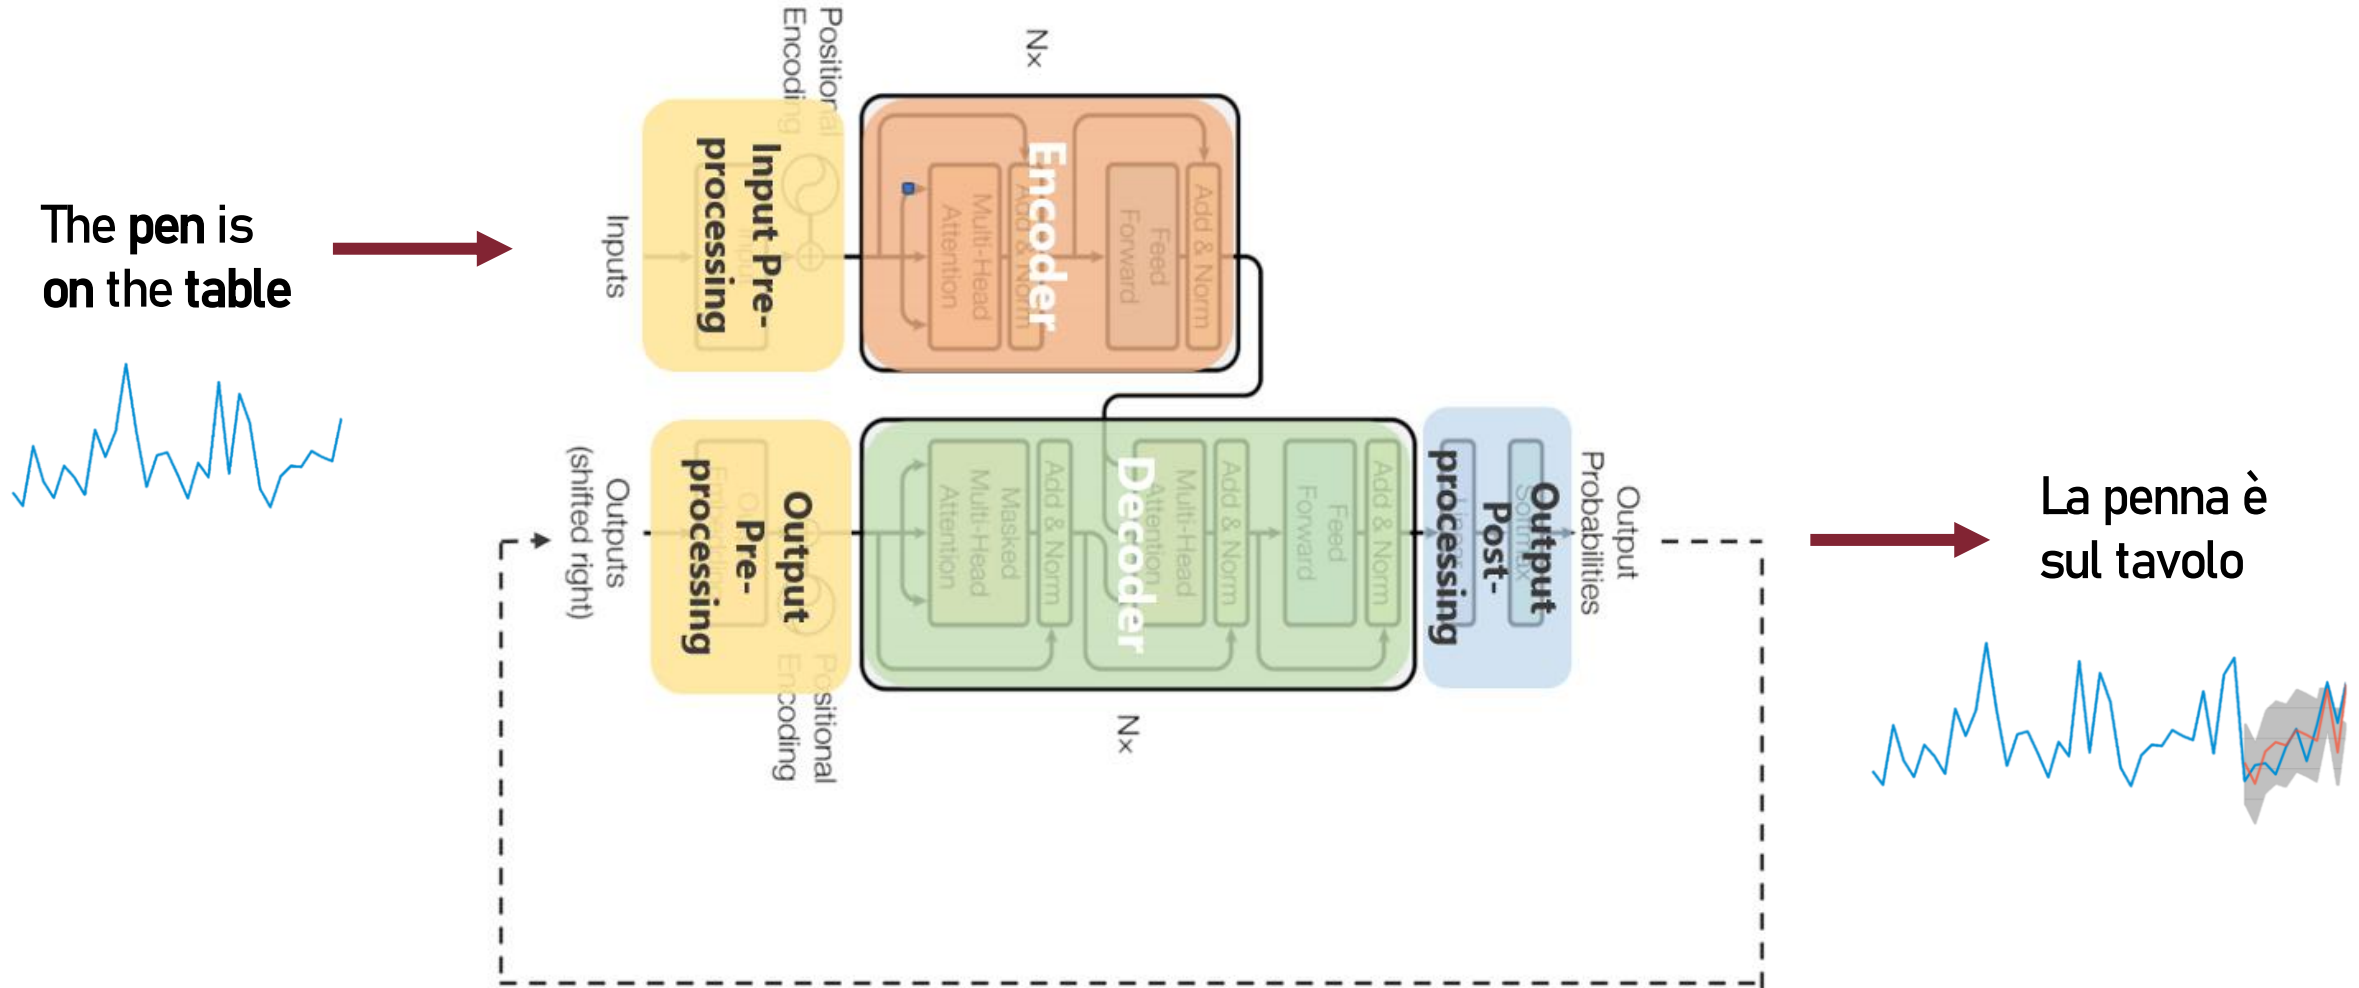 The pen is
on the table
Inputs
Input Pre-
processing
Positional
Encoding
Nx
Encoder
Multi-Head
Attention
Add & Norm
Feed
Forward
Add & Norm
Outputs
(shifted right)
Output
Pre-
processing
Positional
Encoding
Decoder
Masked
Multi-Head
Attention
Add & Norm
Multi-Head
Attention
Add & Norm
Feed
Forward
Add & Norm
Nx
Output
Post-
processing
Linear
Softmax
Output
Probabilities
La penna è
sul tavolo